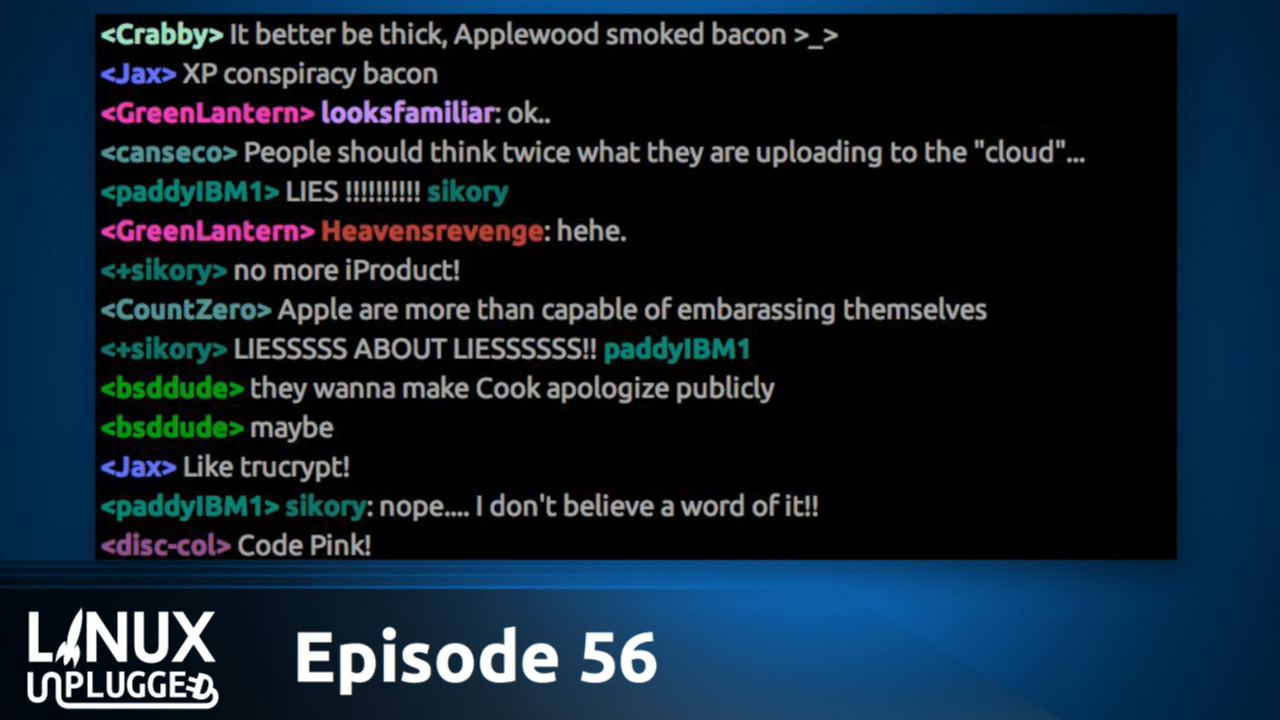 <Crabby> It better be thick, Applewood smoked bacon >_>
<Jax> XP conspiracy bacon
<GreenLantern> looksfamiliar: ok..
<canseco> People should think twice what they are uploading to the "cloud"...
<paddyIBM1> LIES !!!!!!!!!! sikory
<GreenLantern> Heavensrevenge: hehe.
<+sikory> no more iProduct!
<CountZero> Apple are more than capable of embarassing themselves
<+sikory> LIESSSSS ABOUT LIESSSSSS!! paddyIBM1
<bsddude> they wanna make Cook apologize publicly
<bsddude> maybe
<Jax> Like trucrypt!
<paddyIBM1> sikory: nope.... I don't believe a word of it!!
<disc-col> Code Pink!
LINUX
UNPLUGGED
Episode 56